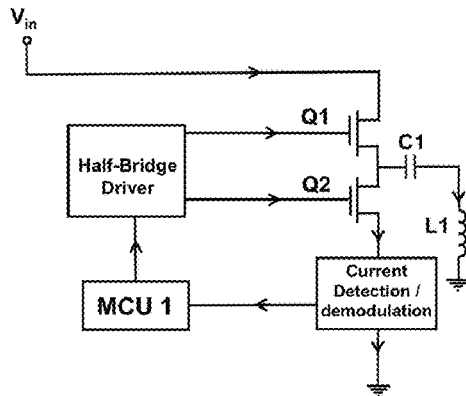 Vin
Q1
C1
Half-Bridge
Driver
Q2
L1
Current
Detection /
demodulation
MCU 1